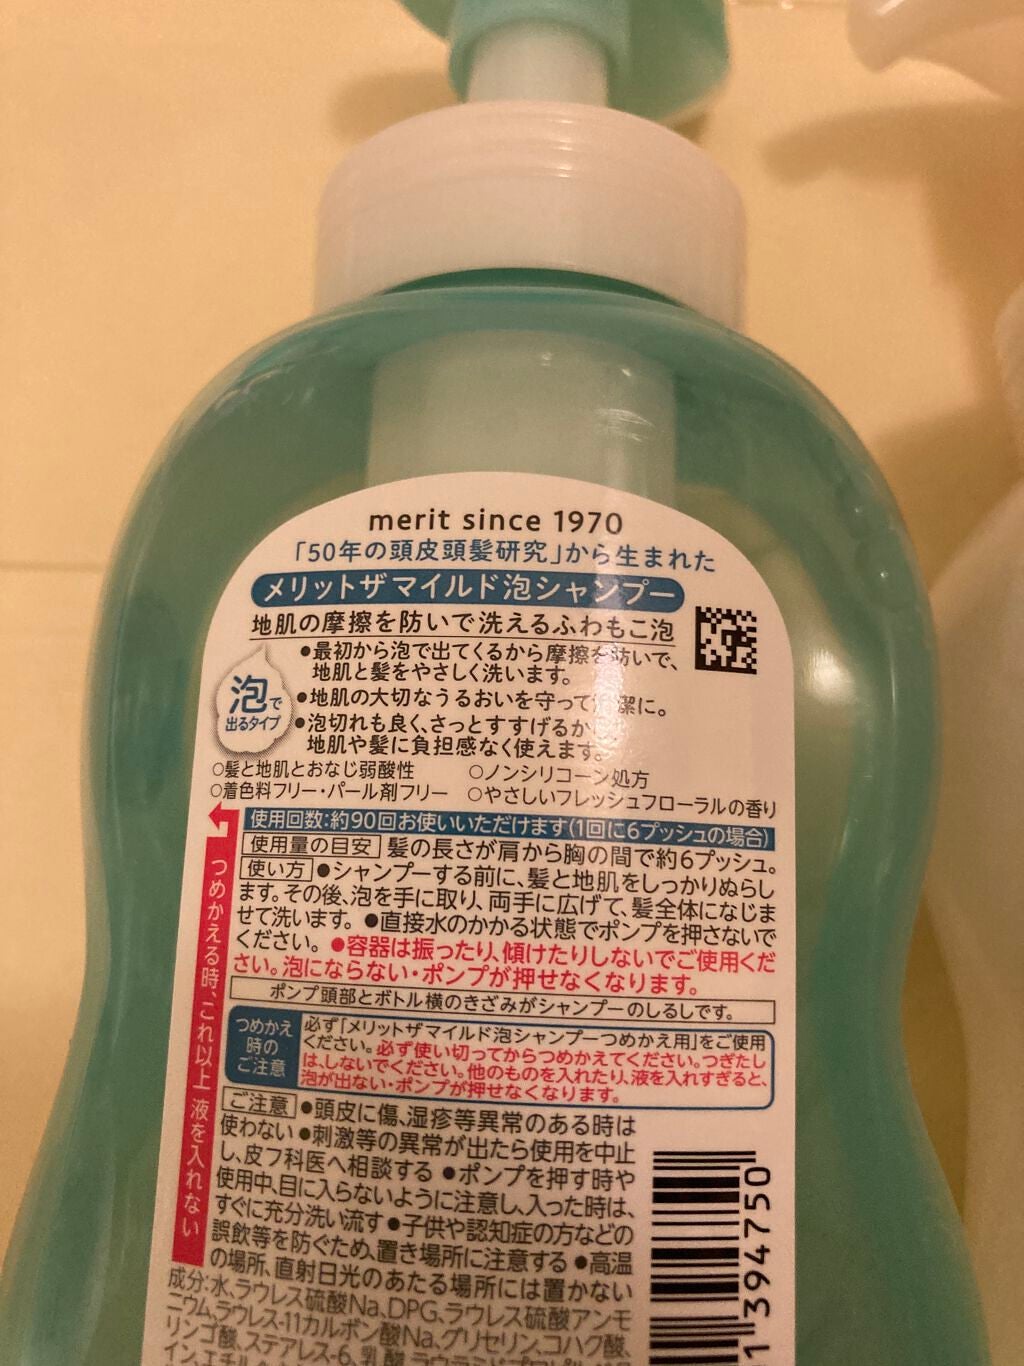 merit since 1970
「50年の頭皮頭髪研究」から生まれた
メリットザマイルド泡シャンプー
地肌の摩擦を防いで洗えるふわもこ泡
泡で
出るタイプ
●最初から泡で出てくるから摩擦を防いで、
地肌と髪をやさしく洗います。
●地肌の大切なうるおいを守って 潔に。
●泡切れも良く、さっとすすげるか
地肌や髪に負担感なく使えます。
○髪と地肌とおなじ弱酸性 ○ノンシリコーン処方
○着色料フリー・パール剤フリー ○やさしいフレッシュフローラルの香り
使用回数:約90回お使いいただけます(1回に6プッシュの場合)
使用量の目安 髪の長さが肩から胸の間で約6プッシュ。
使い方 ●シャンプーする前に、髪と地肌をしっかりぬらし
ます。その後、泡を手に取り、両手に広げて、髪全体になじま
せて洗います。●直接水のかかる状態でポンプを押さないで
ください。●容器は振ったり、傾けたりしないでご使用くだ
さい。泡にならない・ポンプが押せなくなります。
ポンプ頭部とボトル横のきざみがシャンプーのしるしです。
つめかえる時、これ以上 液を入れない
つめかえ
時の
ご注意
必ず「メリットザマイルド泡シャンプーつめかえ用」をご使用
ください。必ず使い切ってからつめかえてください。つぎたし
は、しないでください。他のものを入れたり、液を入れすぎると、
泡が出ない・ポンプが押せなくなります。
ご注意 ●頭皮に傷、湿疹等異常のある時は
使わない ●刺激等の異常が出たら使用を中止
し、皮フ科医へ相談する ●ポンプを押す時や
使用中、目に入らないように注意し、入った時は、
すぐに充分洗い流す ●子供や認知症の方などの
誤飲等を防ぐため、置き場所に注意する ●高温
の場所、直射日光のあたる場所には置かない
成分:水、ラウレス硫酸Na、DPG、ラウレス硫酸アンモ
ニウム、ラウレス-11カルボン酸Na、グリセリン、コハク酸、
リンゴ酸、ステアレス-6、乳酸、
イン、エチル
1394750